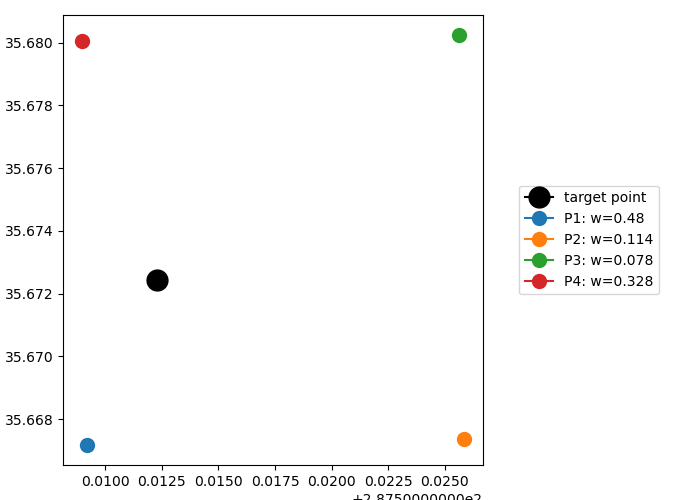 35.680
35.678
35.676
35.674
35.672
35.670
35.668
0.0100 0.0125 0.0150 0.0175 0.0200 0.0225 0.0250
+2.8750000000e2
target point
P1: w=0.48
P2: w=0.114
P3: w=0.078
P4: w=0.328